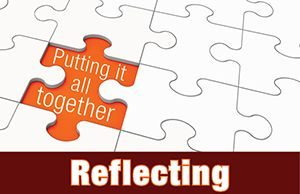 Putting it
all
together
Reflecting